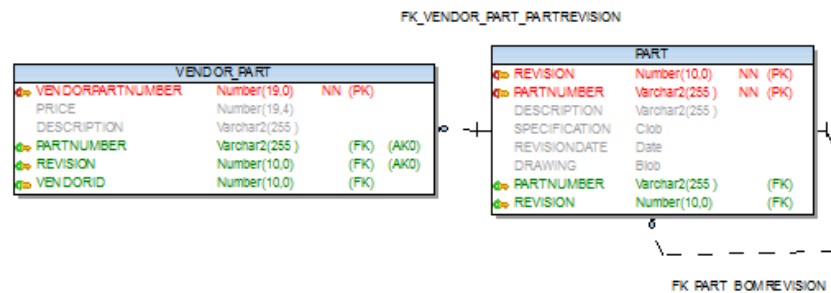 FK_VENDOR_PART_PARTREVISION
VENDOR_PART
VENDORPARTNUMBER Number(19,0) NN (PK)
PRICE Number(19,4)
DESCRIPTION Varchar2(255 )
PARTNUMBER Varchar2(255 ) (FK) (AK0)
REVISION Number(10,0) (FK) (AK0)
VENDORID Number(10,0) (FK)
PART
REVISION Number(10,0) NN (PK)
PARTNUMBER Varchar2(255 ) NN (PK)
DESCRIPTION Varchar2(255 )
SPECIFICATION Clob
REVISIONDATE Date
DRAWING Blob
PARTNUMBER Varchar2(255 ) (FK)
REVISION Number(10,0) (FK)
FK_PART_BOMREVISION